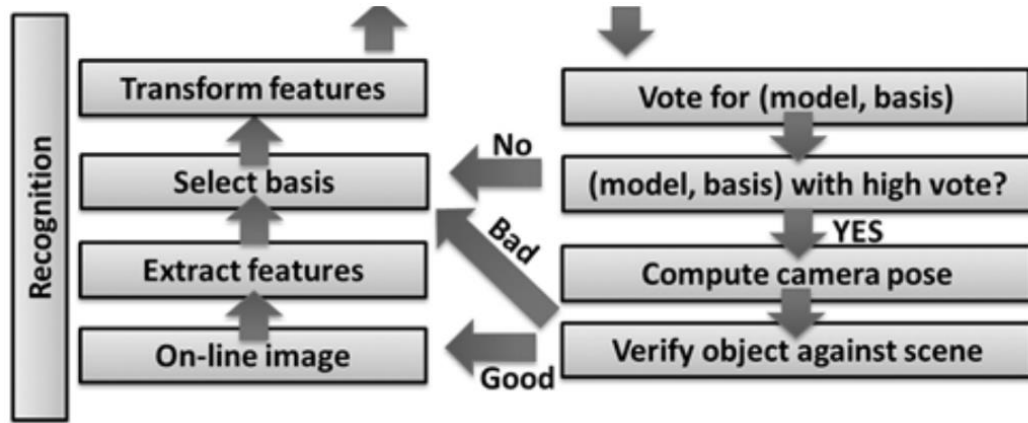 Recognition
Transform features
Select basis
Extract features
On-line image
No
Bad
Good
Vote for (model, basis)
(model, basis) with high vote?
YES
Compute camera pose
Verify object against scene